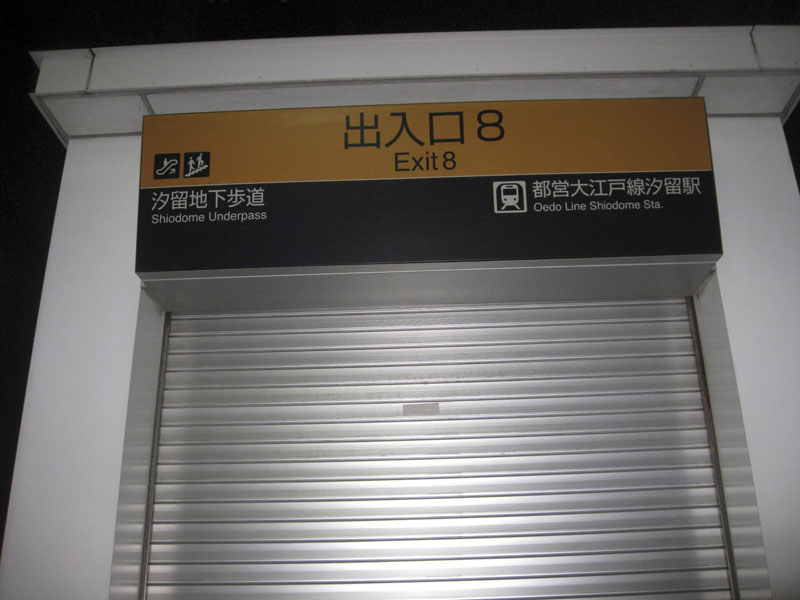 出入口8
Exit 8
汐留地下歩道
Shiodome Underpass
都営大江戸線汐留駅
Oedo Line Shiodome Sta.